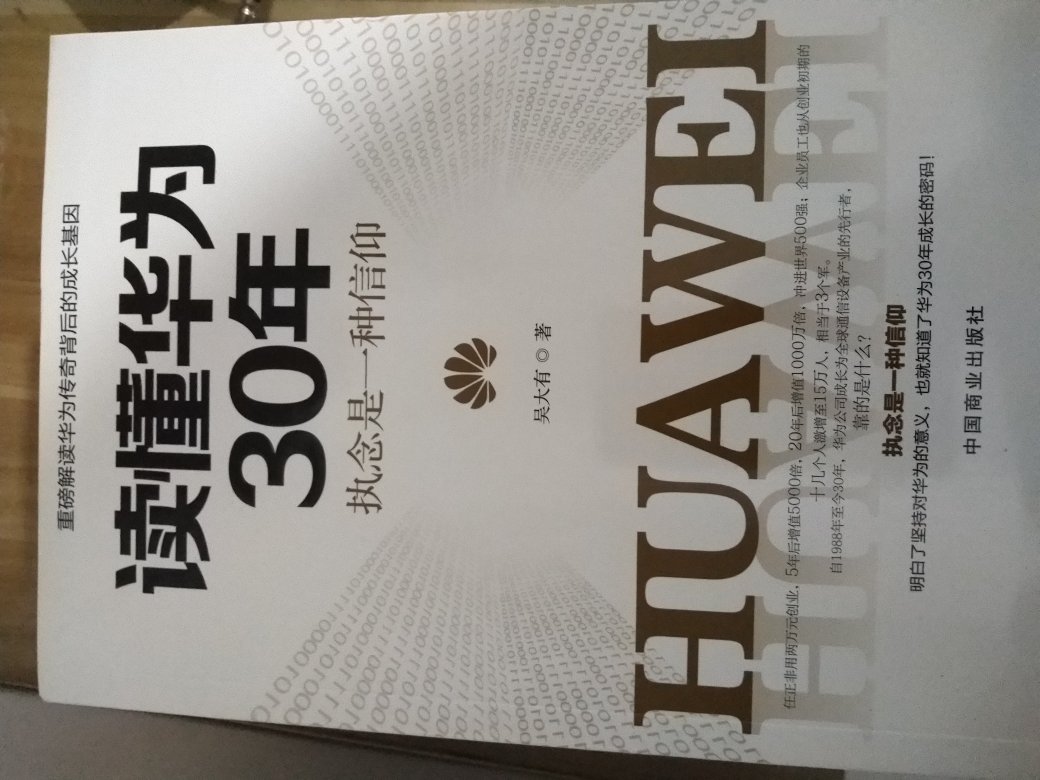 重磅解读华为传奇背后的成长基因
读懂华为
30年
执念是一种信仰
吴大有◎著
HUAWEI
任正非用两万元创业，5年后增值5000倍，20年后增值1000万倍，冲进世界500强；企业员工也从创业初期的
十几个人激增至15万人，相当于3个军。
自1988年至今30年，华为公司成长为全球通信设备产业的先行者，
靠的是什么？
执念是一种信仰
明白了坚持对华为的意义，也就知道了华为30年成长的密码！
中国商业出版社